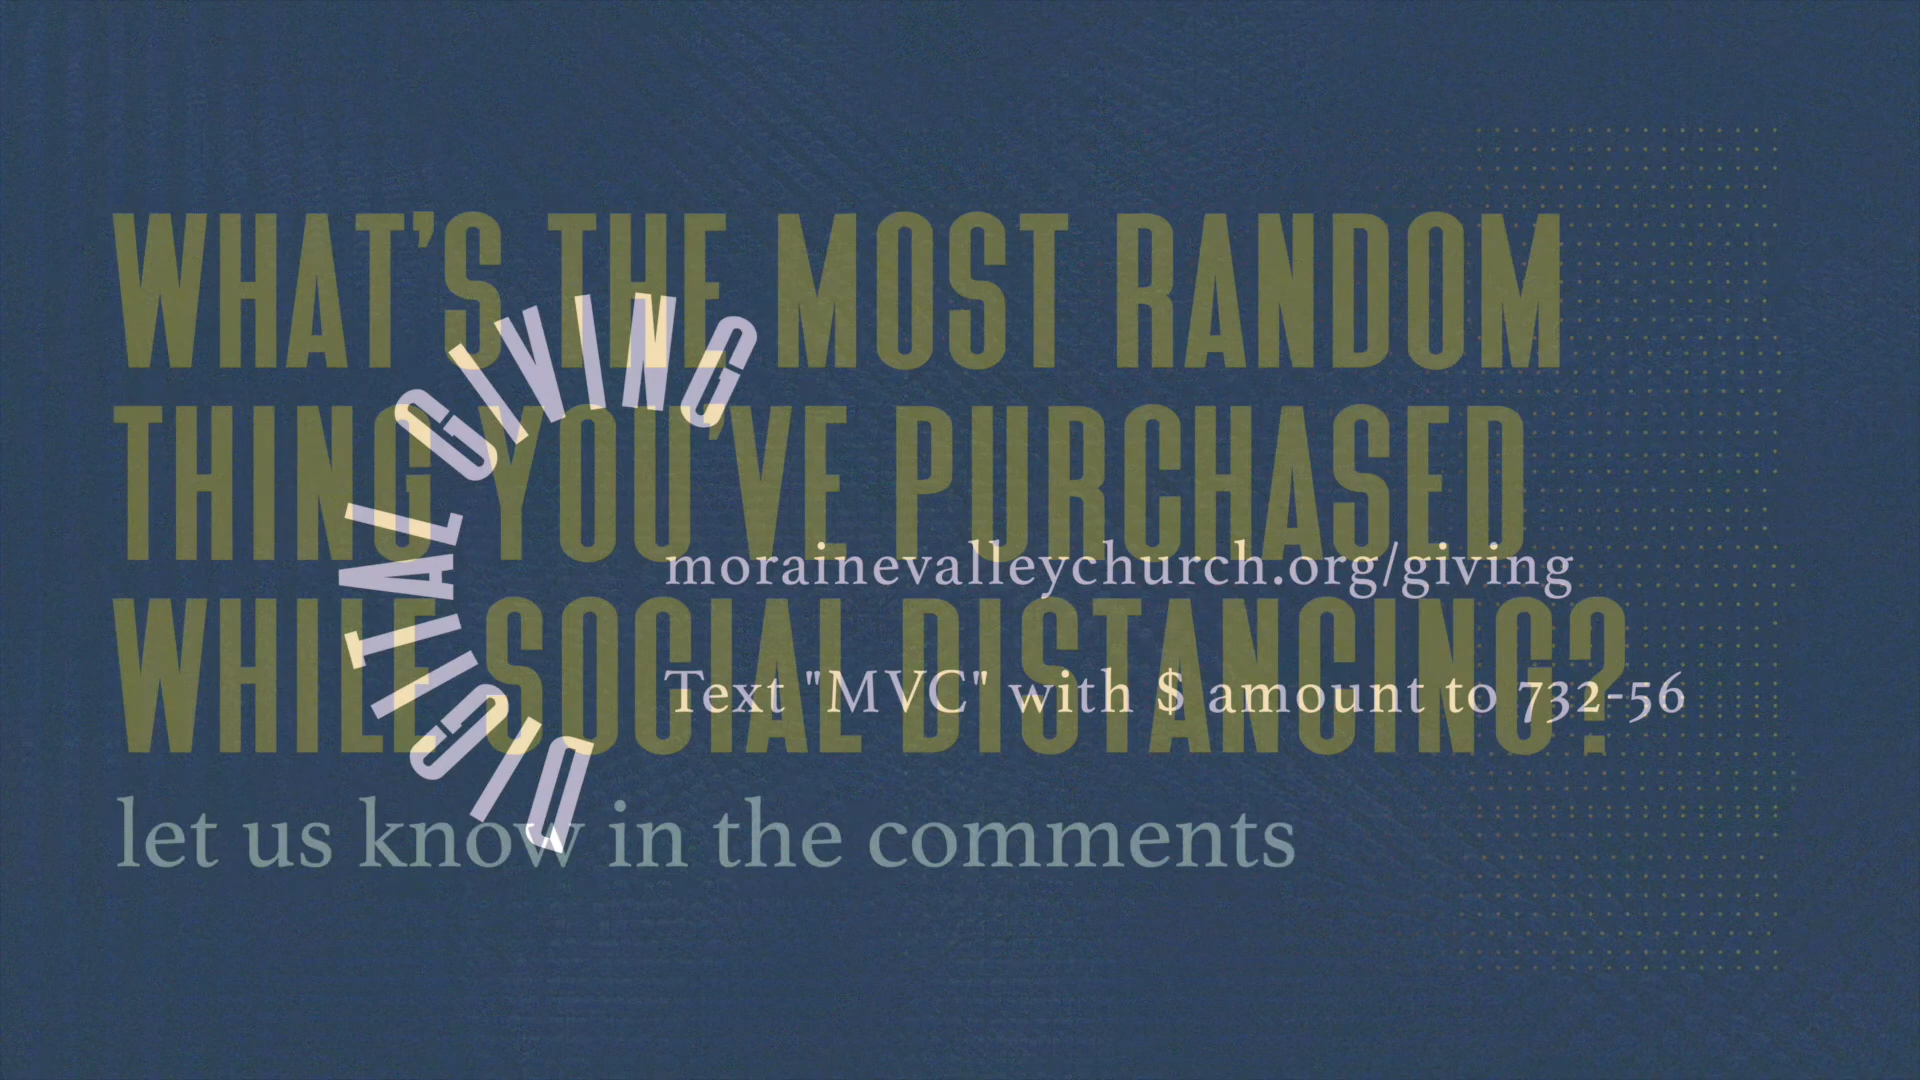 WHAT'S THE MOST RANDOM
THING YOU'VE PURCHASED
WHILE SOCIAL DISTANCING?
let us know in the comments
DIGITAL GIVING
morainevalleychurch.org/giving
Text "MVC" with $ amount to 732-56